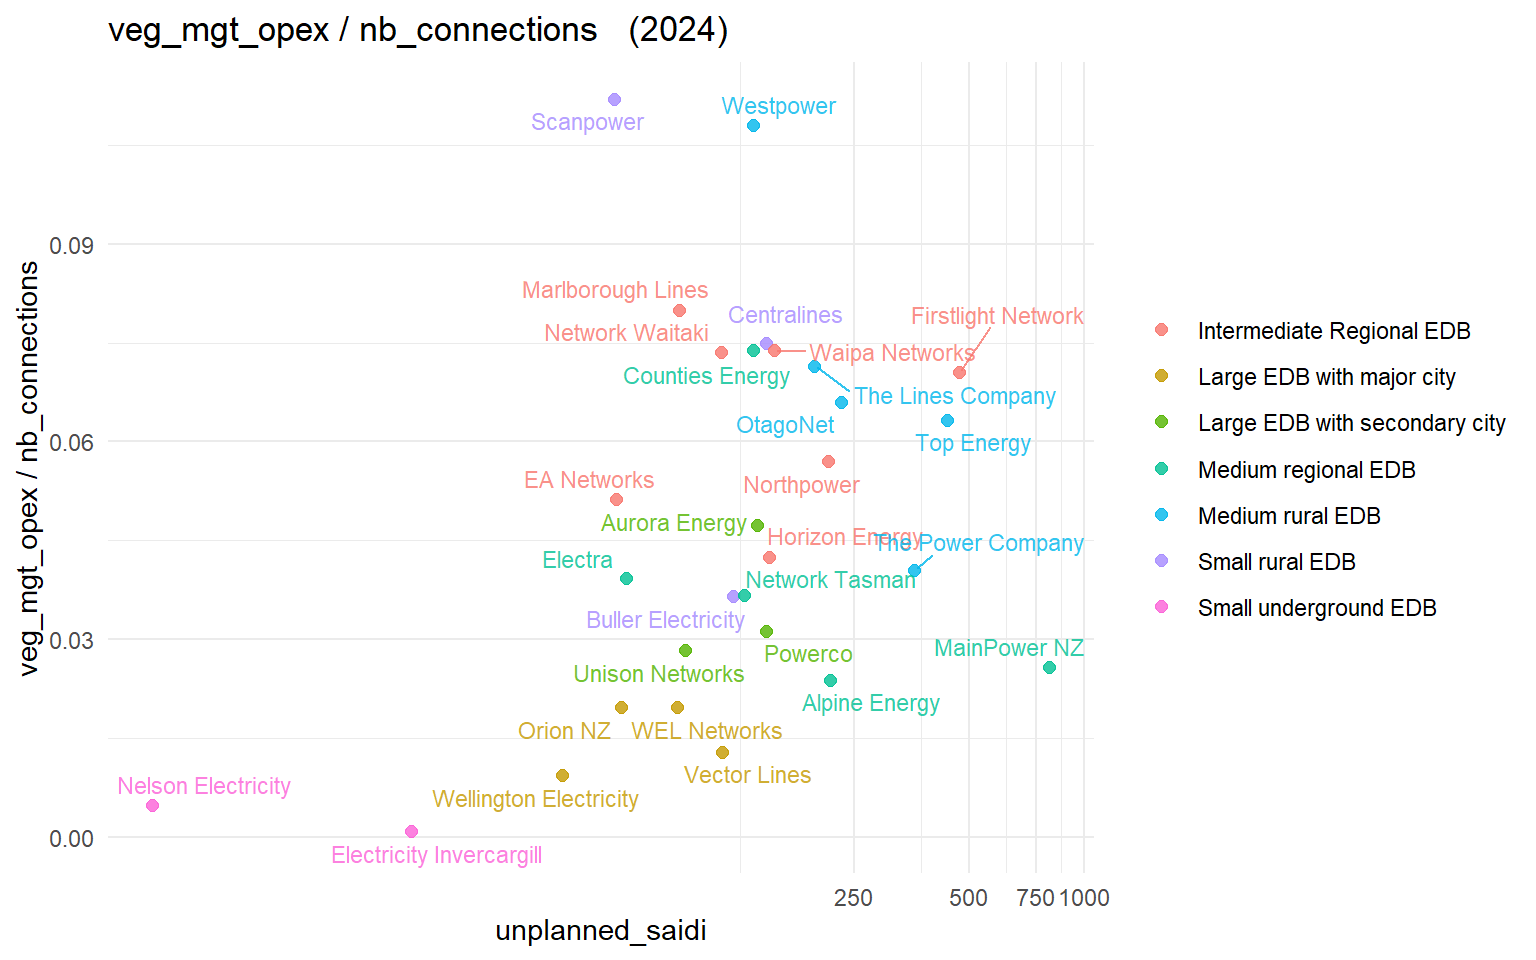 veg_mgt_opex / nb_connections (2024)
Westpower
Scanpower
0.09
Marlborough Lines
Centralines
Firstlight Network
Network Waitaki
Waipa Networks
Counties Energy
The Lines Company
OtagoNet
0.06
Top Energy
EA Networks
Northpower
Aurora Energy
Horizon Energy
The Power Company
Electra
Network Tasman
Buller Electricity
0.03
MainPower NZ
Powerco
Unison Networks
Alpine Energy
Orion NZ
WEL Networks
Vector Lines
Nelson Electricity
Wellington Electricity
0.00
Electricity Invercargill
250
500
750
1000
unplanned_saidi
veg_mgt_opex / nb_connections
Intermediate Regional EDB
Large EDB with major city
Large EDB with secondary city
Medium regional EDB
Medium rural EDB
Small rural EDB
Small underground EDB